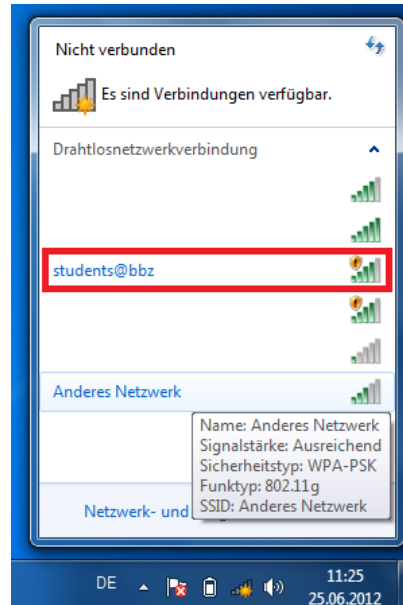 Nicht verbunden
Es sind Verbindungen verfügbar.
Drahtlosnetzwerkverbindung
students@bbz
Anderes Netzwerk
Name: Anderes Netzwerk
Signalstärke: Ausreichend
Sicherheitstyp: WPA-PSK
Funktyp: 802.11g
SSID: Anderes Netzwerk
Netzwerk- und
DE
11:25
25.06.2012